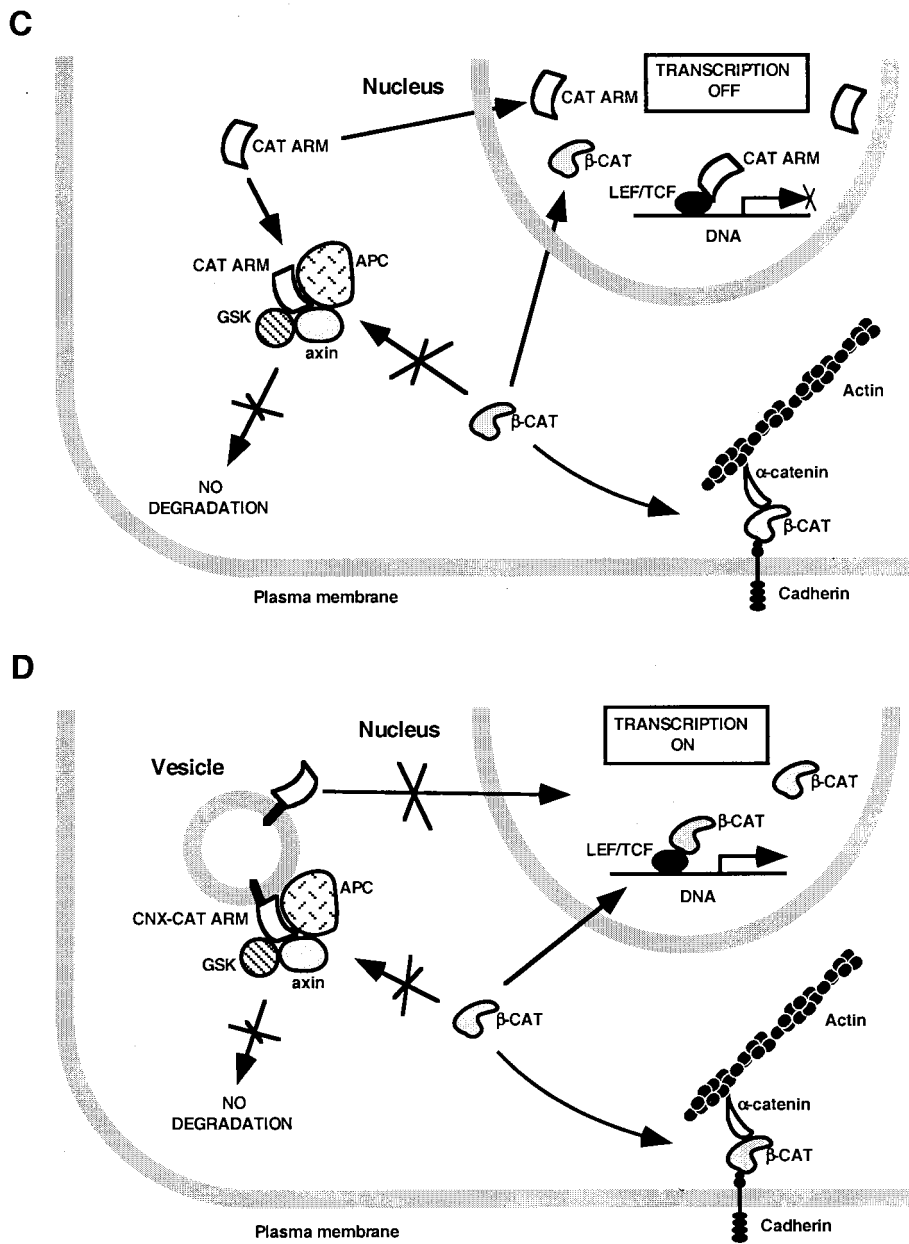 C
Nucleus
CAT ARM
TRANSCRIPTION
OFF
CAT ARM
β-CAT
CAT ARM
LEF/TCF
DNA
CAT ARM
APC
GSK
axin
β-CAT
Actin
α-catenin
β-CAT
NO
DEGRADATION
Plasma membrane
Cadherin
D
Nucleus
TRANSCRIPTION
ON
Vesicle
β-CAT
β-CAT
LEF/TCF
DNA
APC
CNX-CAT ARM
GSK
axin
β-CAT
Actin
NO
DEGRADATION
α-catenin
β-CAT
Plasma membrane
Cadherin